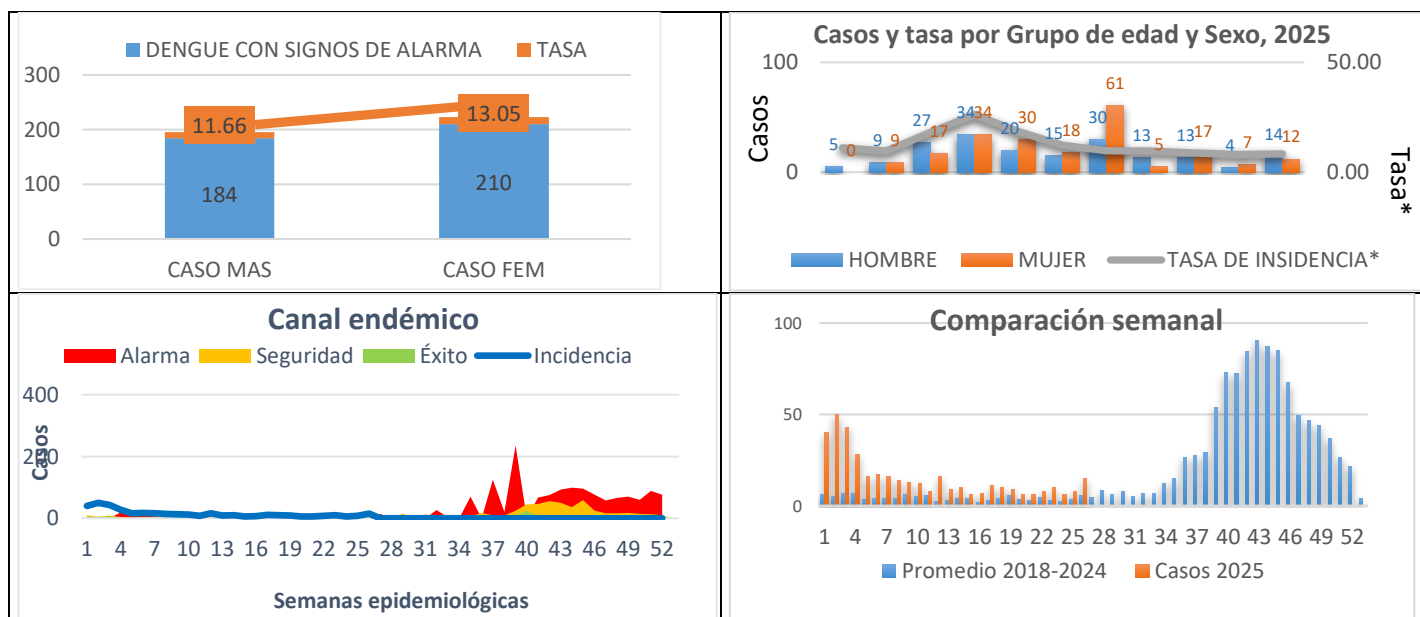 DENGUE CON SIGNOS DE ALARMA TASA
300
200
100
0
11.66
13.05
184
210
CASO MAS CASO FEM
Casos y tasa por Grupo de edad y Sexo, 2025
100
0
Casos
50.00
0.00
Tasa*
5 0 9 9 27 17 34 34 20 30 15 18 30 61 13 5 13 17 4 7 14 12
HOMBRE MUJER TASA DE INSIDENCIA*
Canal endémico
Alarma Seguridad Éxito Incidencia
400
200
0
Casos
1 4 7 10 13 16 19 22 25 28 31 34 37 40 43 46 49 52
Semanas epidemiológicas
Comparación semanal
100
50
0
1 4 7 10 13 16 19 22 25 28 31 34 37 40 43 46 49 52
Promedio 2018-2024 Casos 2025